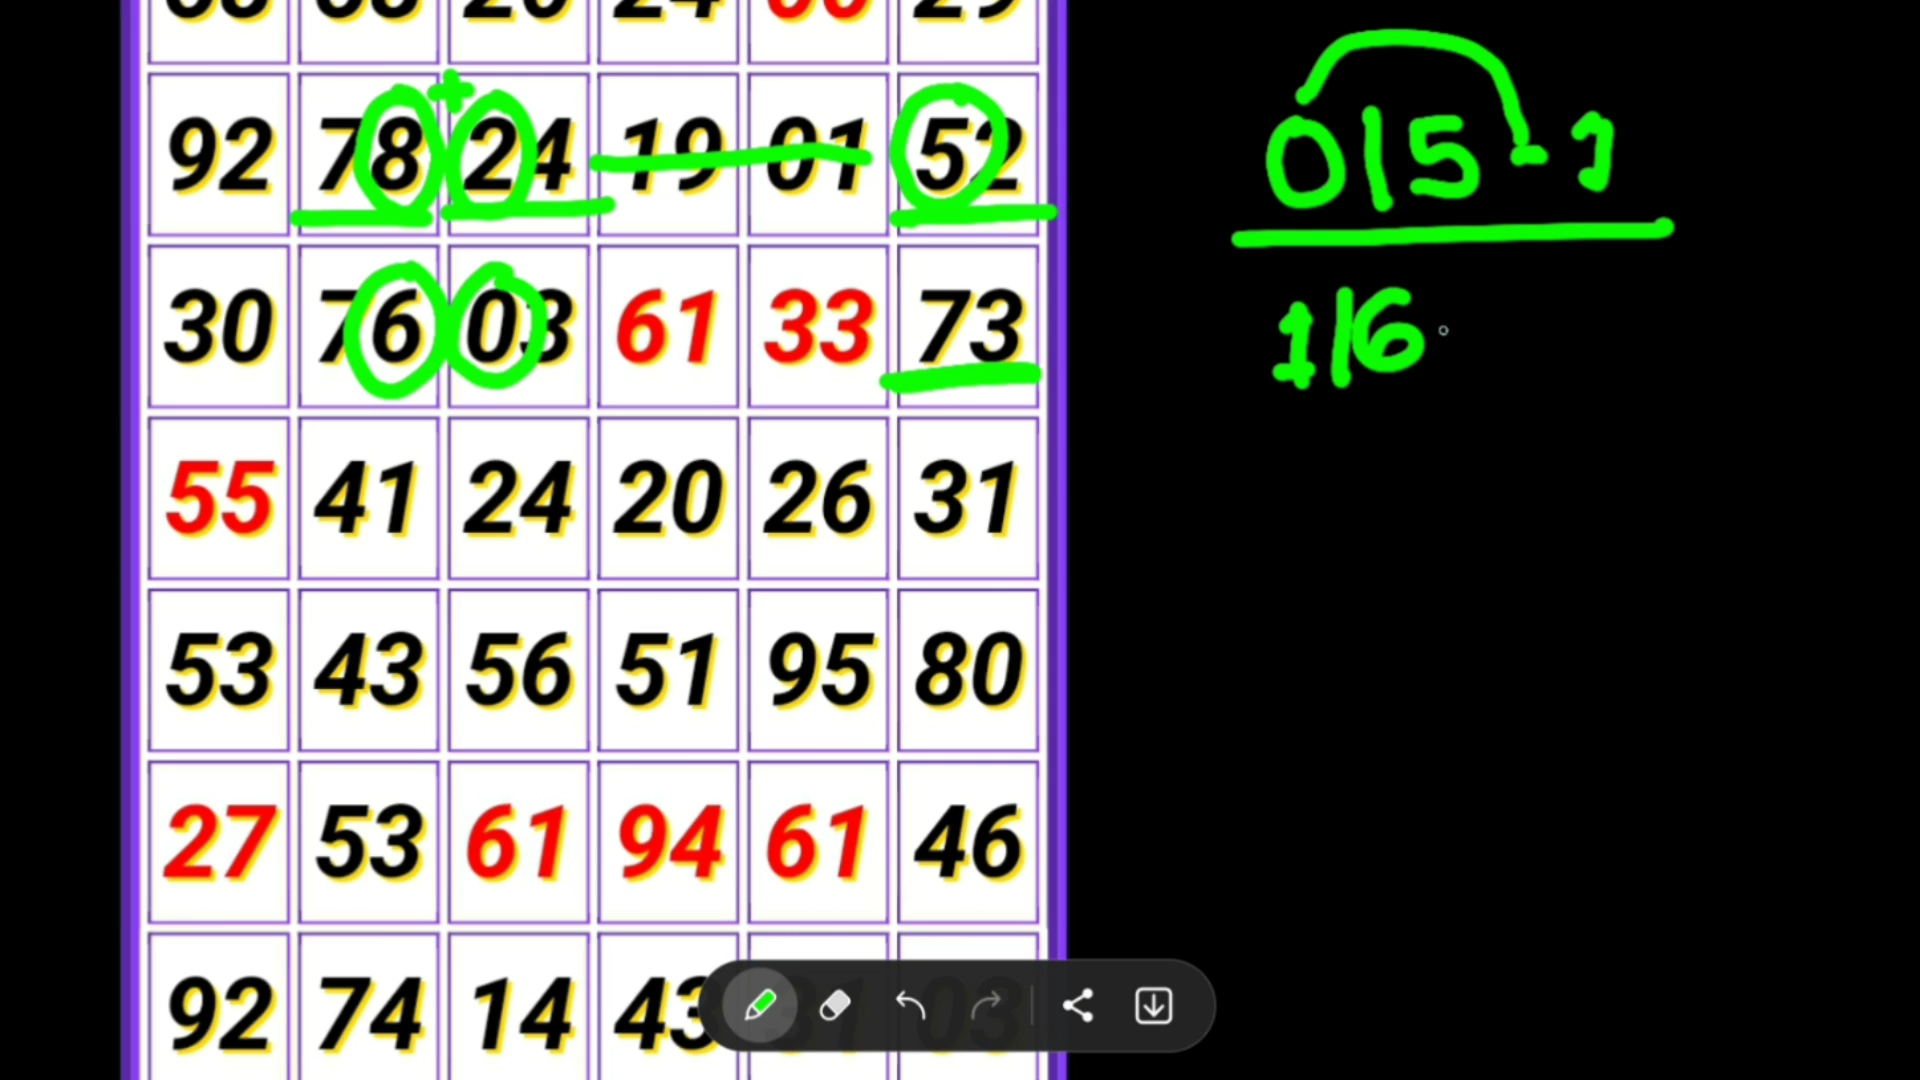 92 78 + 24 19 01 52
30 76 03 61 33 73
55 41 24 20 26 31
53 43 56 51 95 80
27 53 61 94 61 46
92 74 14 43
015-1
116